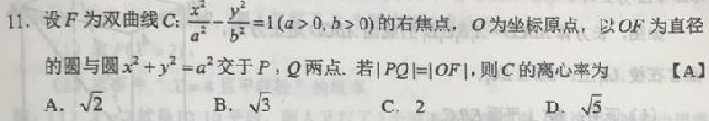 11. 设F为双曲线C: x²/a² - y²/b² =1(a>0, b>0)的右焦点, O为坐标原点, 以OF为直径
的圆与圆x²+y²=a²交于P, Q两点. 若|PQ|=|OF|, 则C的离心率为 【A】
A. √2 B. √3 C. 2 D. √5